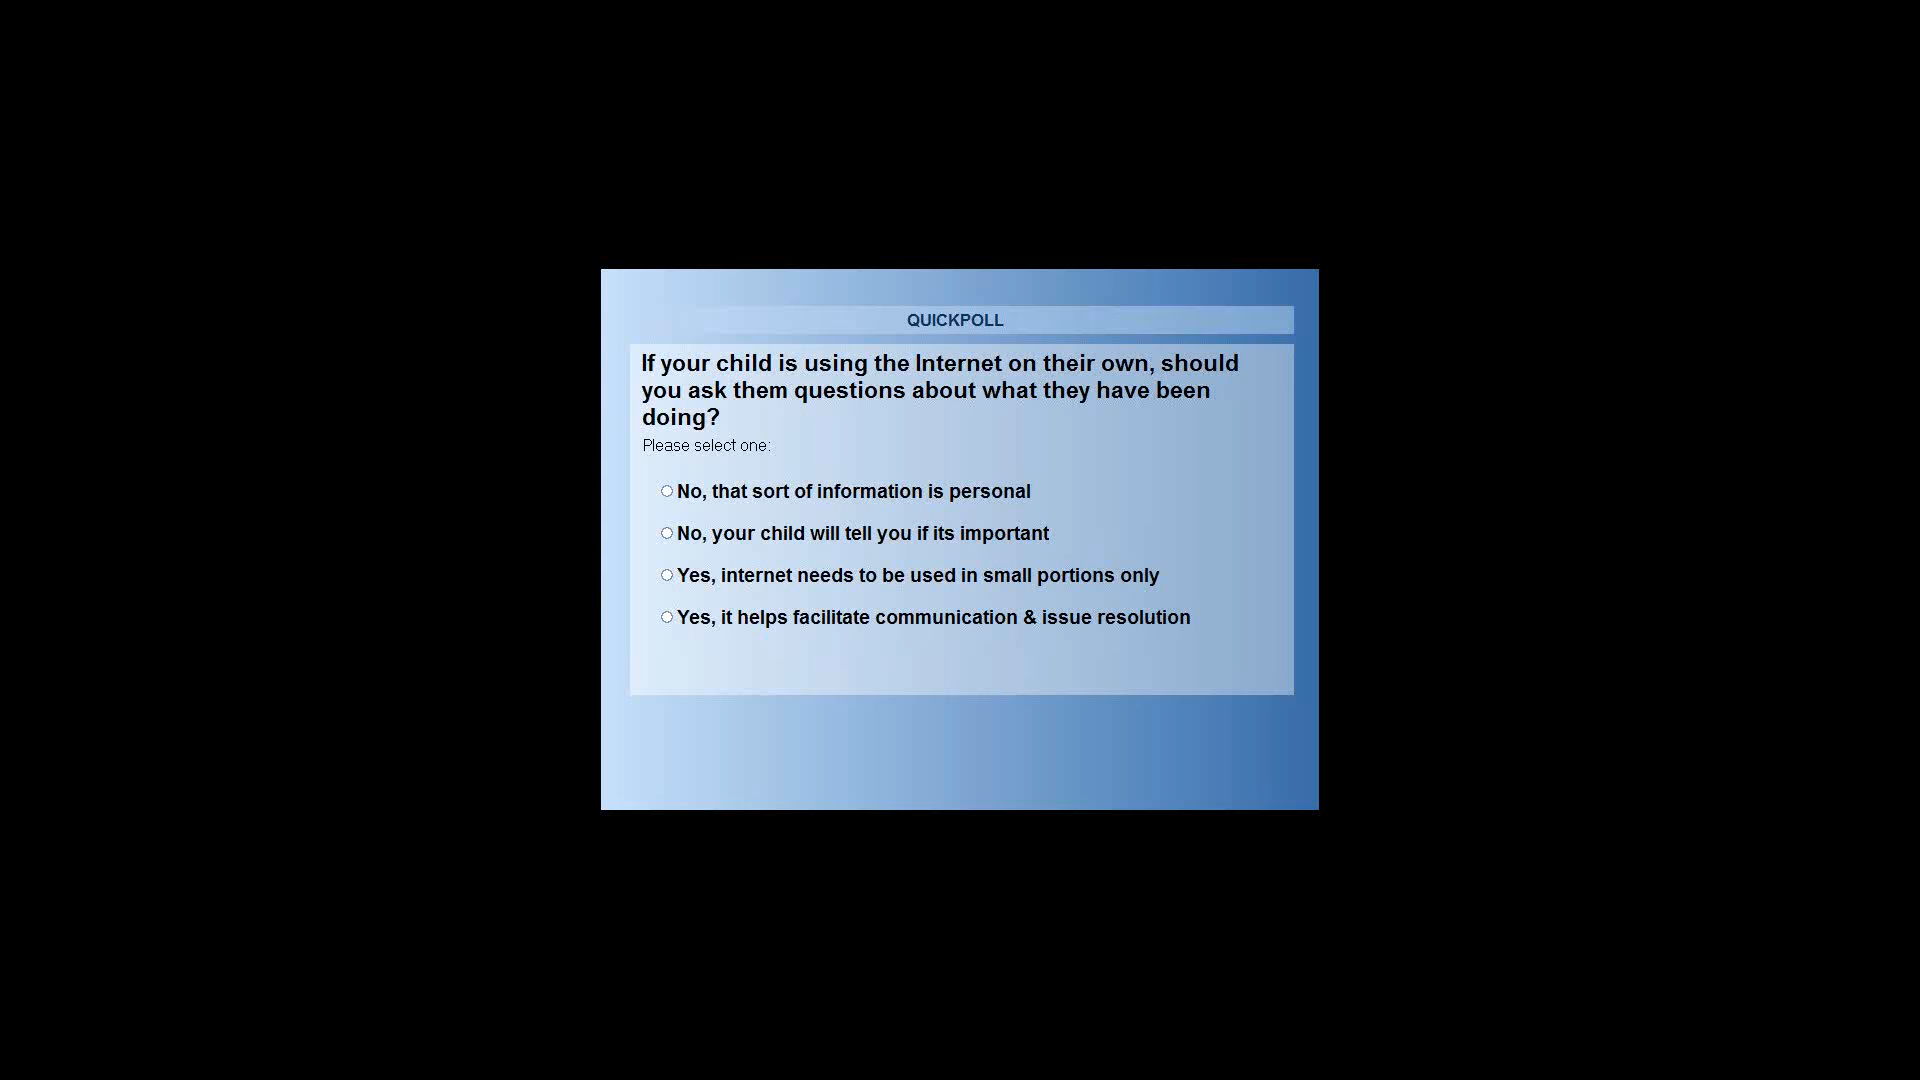 QUICKPOLL
If your child is using the Internet on their own, should
you ask them questions about what they have been
doing?
Please select one:
No, that sort of information is personal
No, your child will tell you if its important
Yes, internet needs to be used in small portions only
Yes, it helps facilitate communication & issue resolution